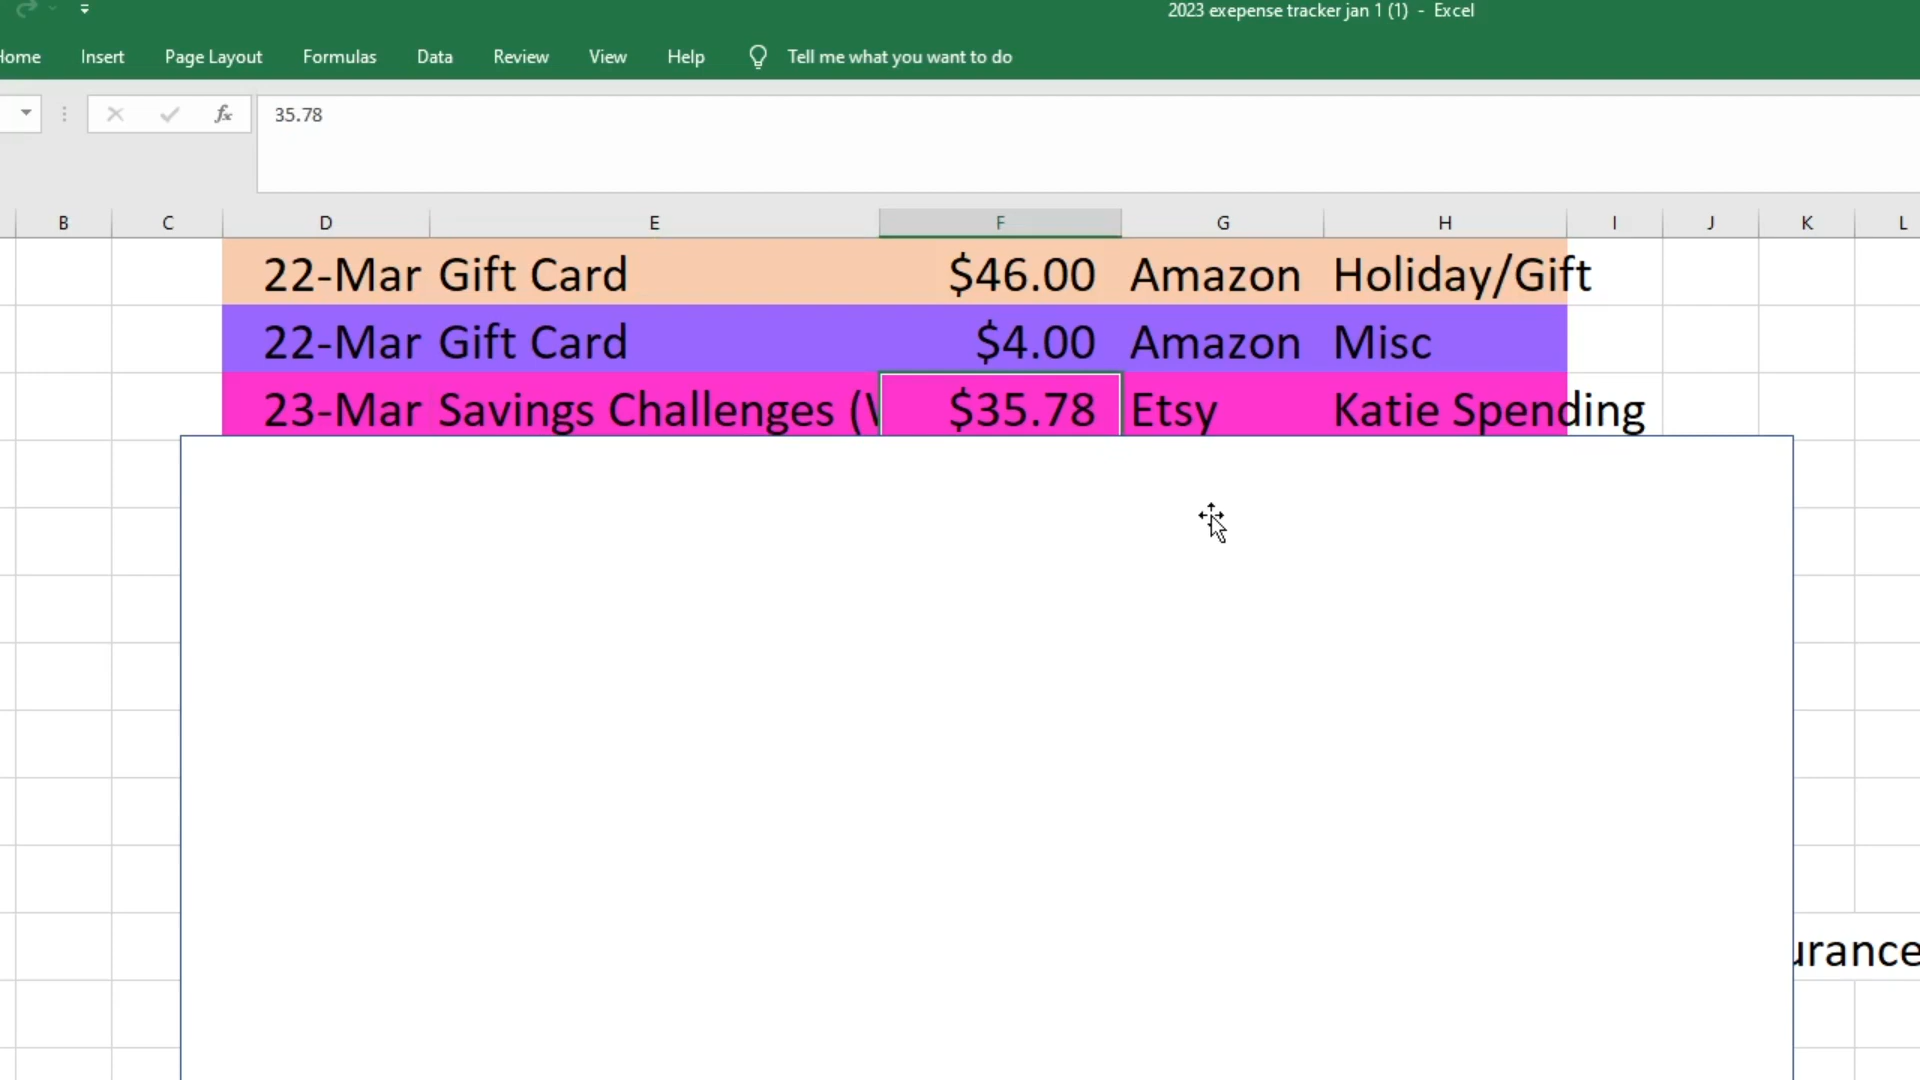 2023 exepense tracker jan 1 (1) - Excel
Insert Page Layout Formulas Data Review View Help Tell me what you want to do
fx 35.78
B C D E F G H I J K L
22-Mar Gift Card $46.00 Amazon Holiday/Gift
22-Mar Gift Card $4.00 Amazon Misc
23-Mar Savings Challenges ( $35.78 Etsy Katie Spending